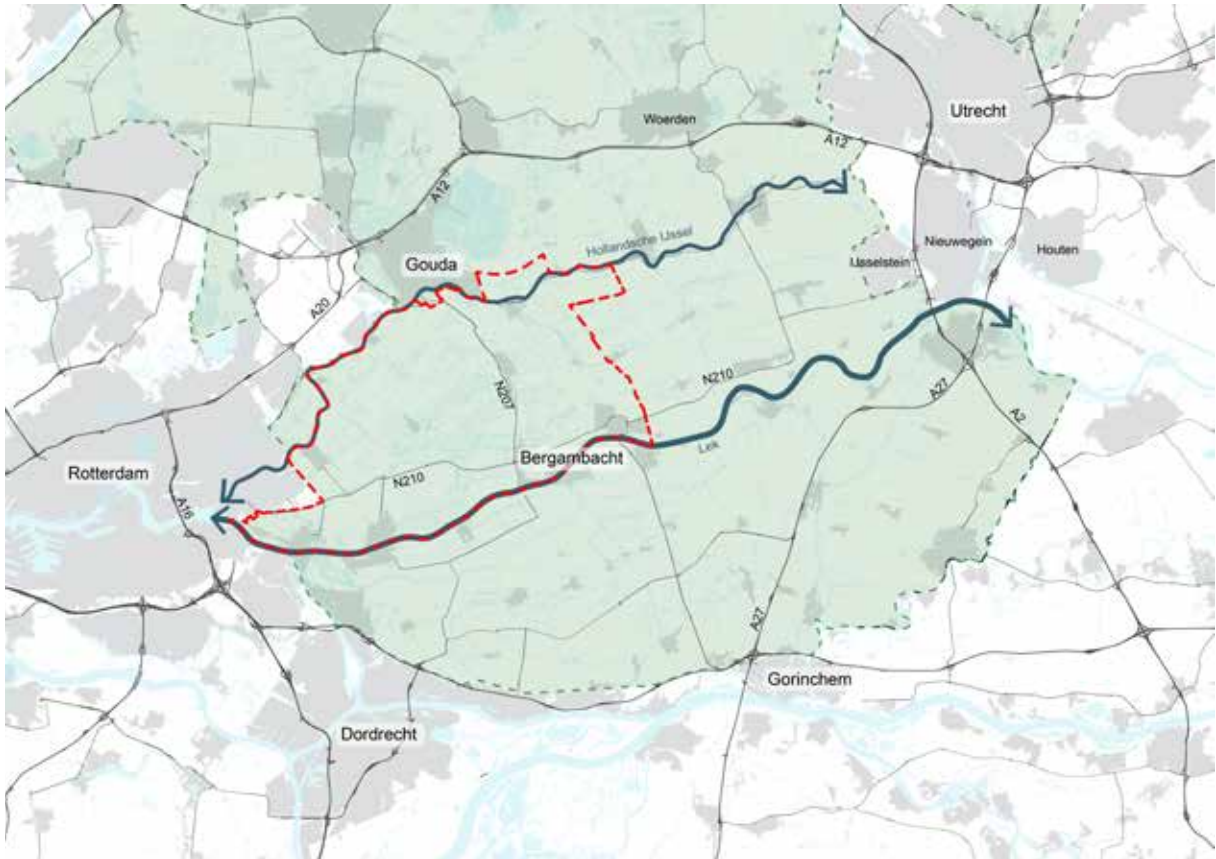 Woerden
Utrecht
A12
A12
Hollandsche IJssel
Nieuwegein
Houten
IJsselstein
Gouda
A20
N207
N210
A27
A2
Lek
Bergambacht
Rotterdam
N210
A16
A27
Gorinchem
Dordrecht